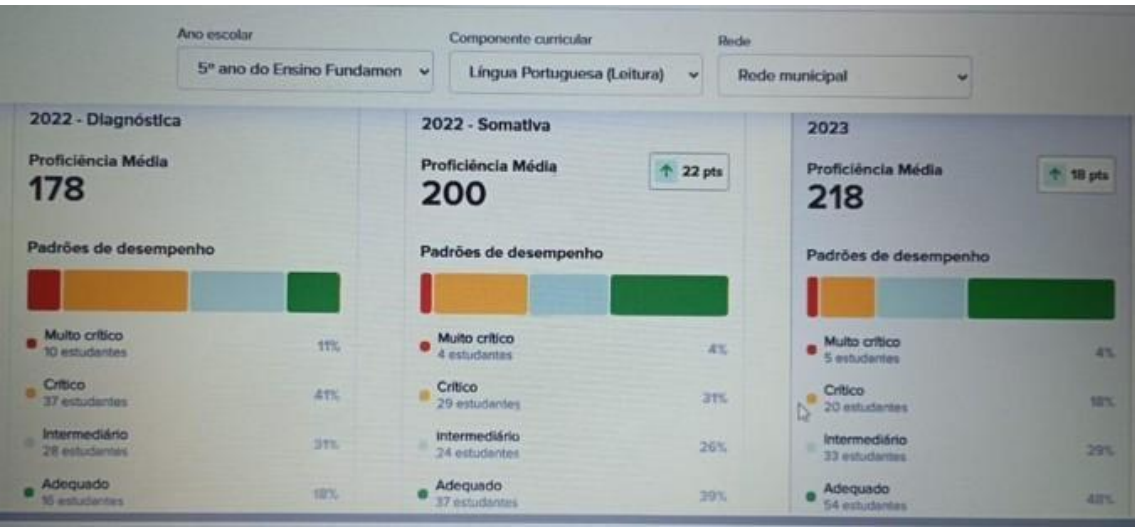 Ano escolar
5º ano do Ensino Fundamen
Componente curricular
Língua Portuguesa (Leitura)
Rede
Rede municipal
2022 - Diagnóstica
Proficiência Média
178
Padrões de desempenho
Muito crítico
10 estudantes
11%
Crítico
37 estudantes
41%
Intermediário
28 estudantes
31%
Adequado
16 estudantes
18%
2022 - Somativa
Proficiência Média
22 pts
200
Padrões de desempenho
Muito crítico
4 estudantes
4%
Crítico
29 estudantes
31%
Intermediário
24 estudantes
26%
Adequado
37 estudantes
39%
2023
Proficiência Média
18 pts
218
Padrões de desempenho
Muito crítico
5 estudantes
4%
Crítico
20 estudantes
18%
Intermediário
33 estudantes
29%
Adequado
54 estudantes
48%